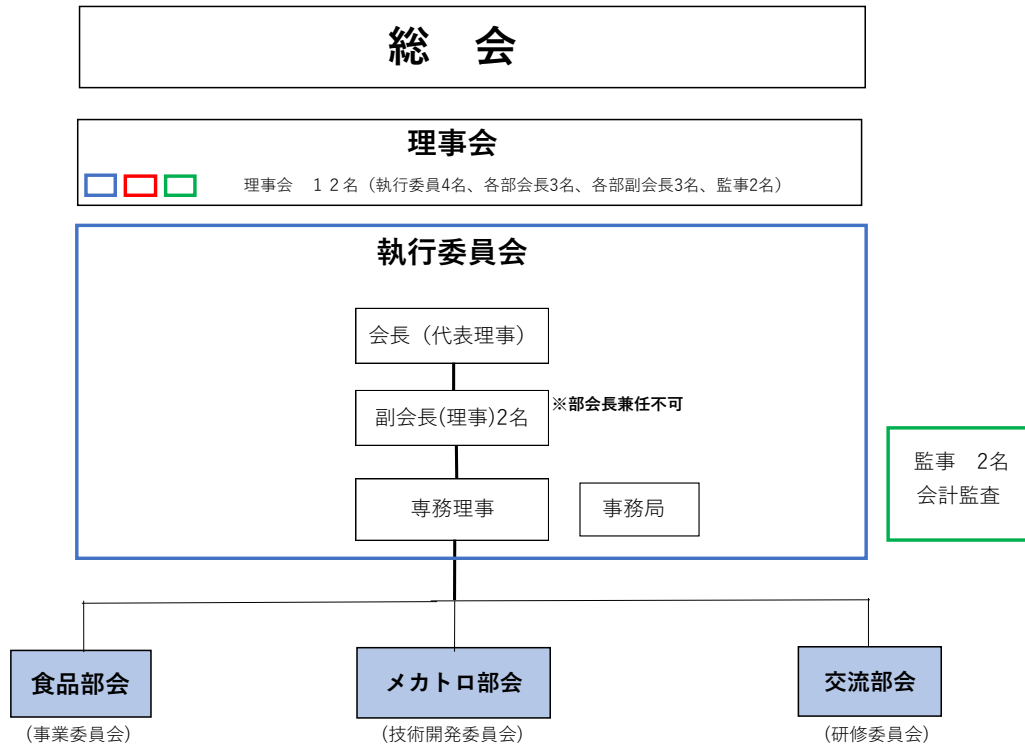 総　会
理事会
理事会　１２名（執行委員4名、各部会長3名、各部副会長3名、監事2名）
執行委員会
会長（代表理事）
副会長(理事)2名
※部会長兼任不可
専務理事
事務局
監事　2名
会計監査
食品部会
メカトロ部会
交流部会
(事業委員会)
(技術開発委員会)
(研修委員会)